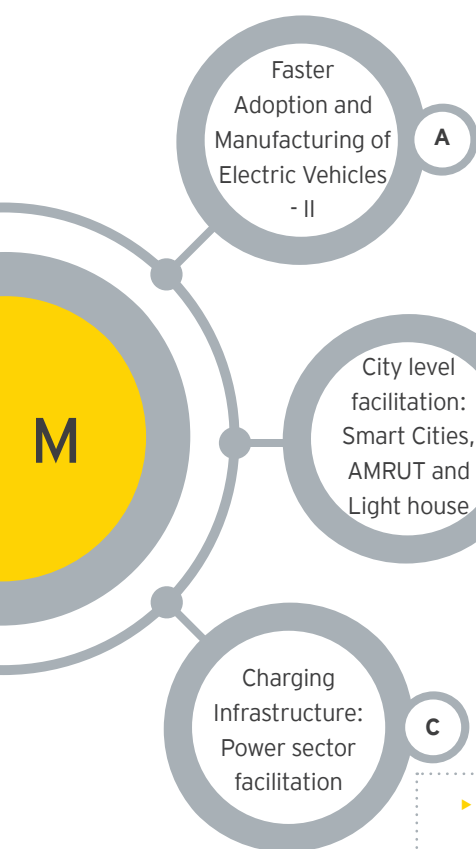 Faster
Adoption and
Manufacturing of
Electric Vehicles
- II
A
M
City level
facilitation:
Smart Cities,
AMRUT and
Light house
Charging
Infrastructure:
Power sector
facilitation
C